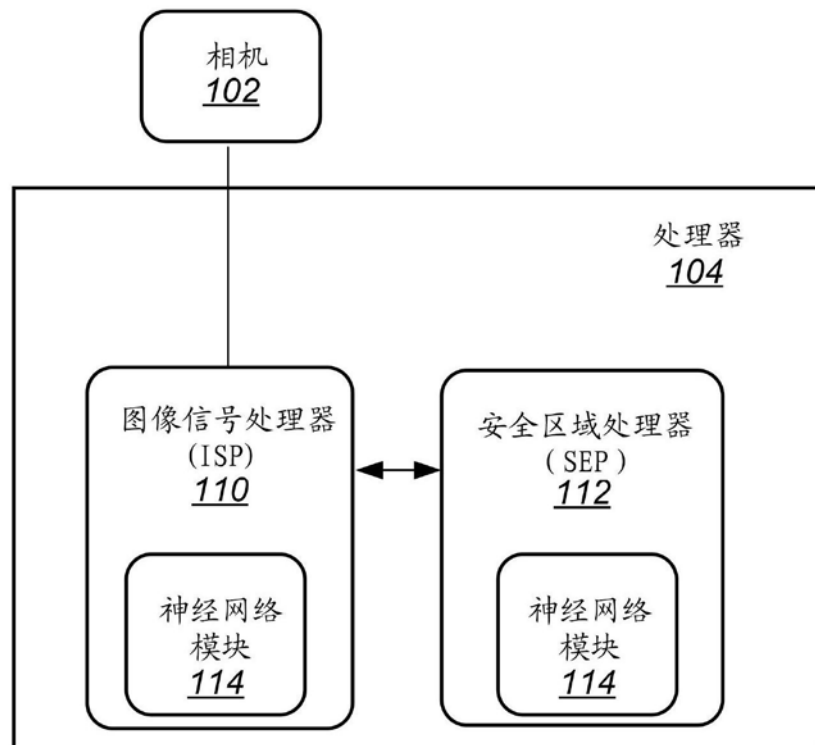 相机
102
处理器
104
图像信号处理器
(ISP)
110
神经网络
模块
114
安全区域处理器
( SEP )
112
神经网络
模块
114